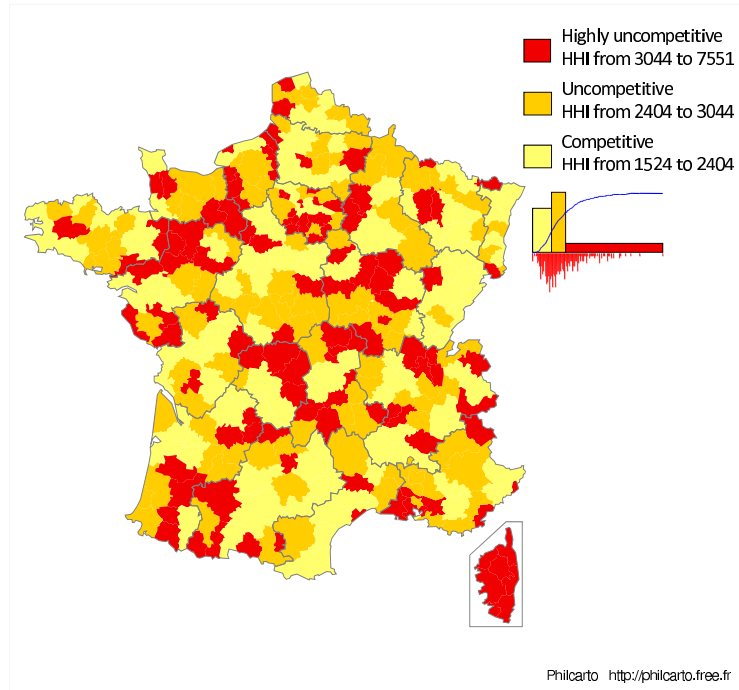 Highly uncompetitive
HHI from 3044 to 7551
Uncompetitive
HHI from 2404 to 3044
Competitive
HHI from 1524 to 2404
Philcarto http://philcarto.free.fr